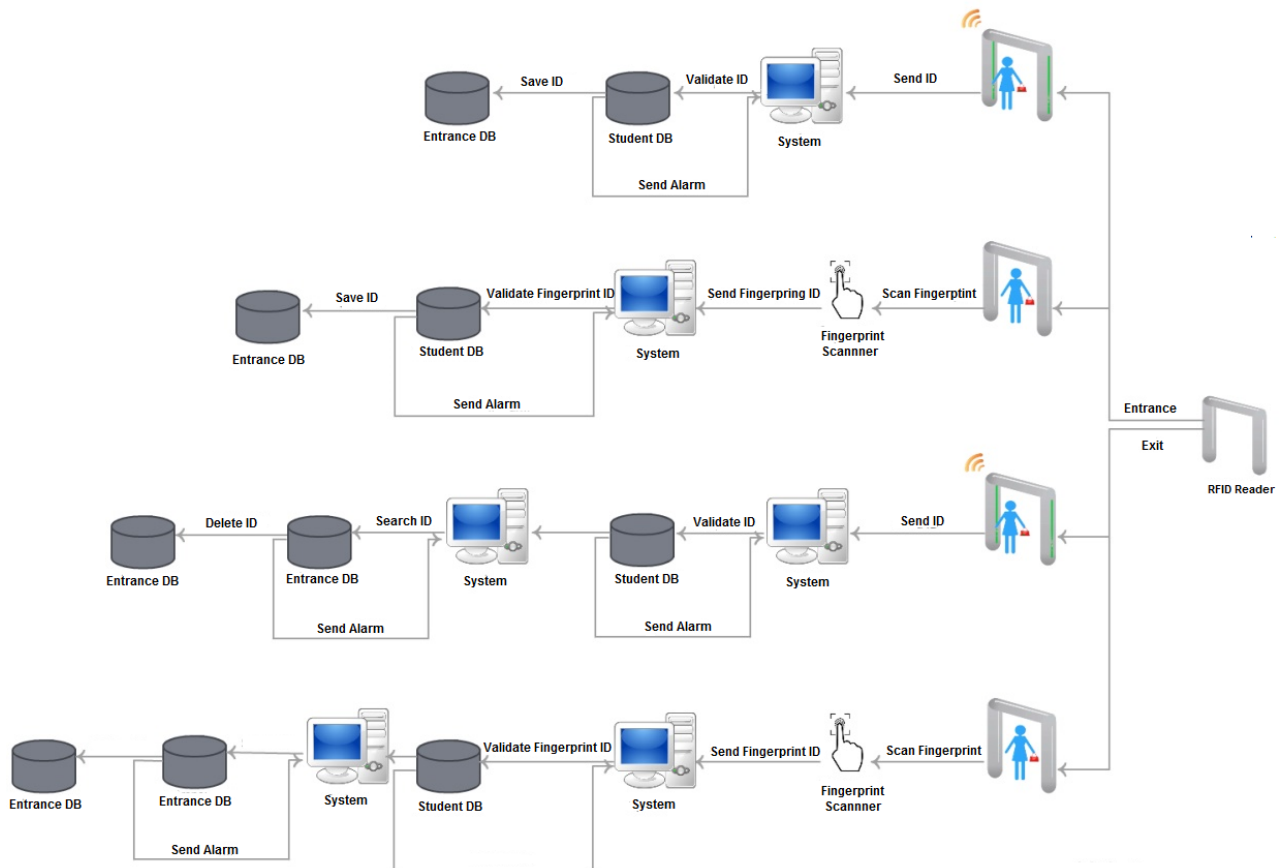 Save ID
Validate ID
Send ID
Entrance DB
Student DB
System
Send Alarm
Save ID
Validate Fingerprint ID
Send Fingerpring ID
Scan Fingerptint
Entrance DB
Student DB
System
Fingerprint
Scannner
Send Alarm
Entrance
Exit
RFID Reader
Delete ID
Search ID
Validate ID
Send ID
Entrance DB
Entrance DB
System
Student DB
System
Send Alarm
Send Alarm
Validate Fingerprint ID
Send Fingerprint ID
Scan Fingerprint
Entrance DB
Entrance DB
System
Student DB
System
Fingerprint
Scannner
Send Alarm